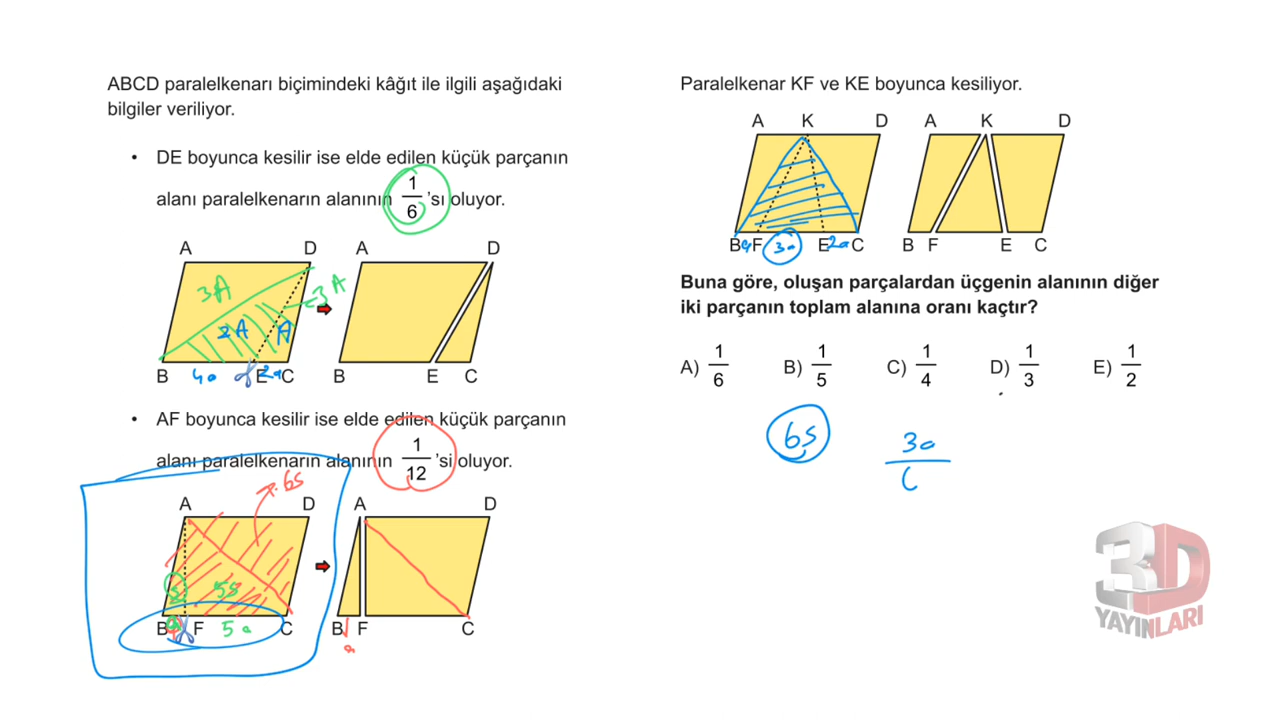 ABCD paralelkenarı biçimindeki kâğıt ile ilgili aşağıdaki
bilgiler veriliyor.
• DE boyunca kesilir ise elde edilen küçük parçanın
alanı paralelkenarın alanının 1/6 'sı oluyor.
A D A D
3A 3A
2A A
B 4a E 2a C B E C
• AF boyunca kesilir ise elde edilen küçük parçanın
alanı paralelkenarın alanının 1/12 'si oluyor.
6s
A D A D
s 5s
B a F 5a C B F C
a
Paralelkenar KF ve KE boyunca kesiliyor.
A K D A K D
B a F 3a E 2a C B F E C
Buna göre, oluşan parçalardan üçgenin alanının diğer
iki parçanın toplam alanına oranı kaçtır?
A) 1/6 B) 1/5 C) 1/4 D) 1/3 E) 1/2
6s 3a
3D
YAYINLARI